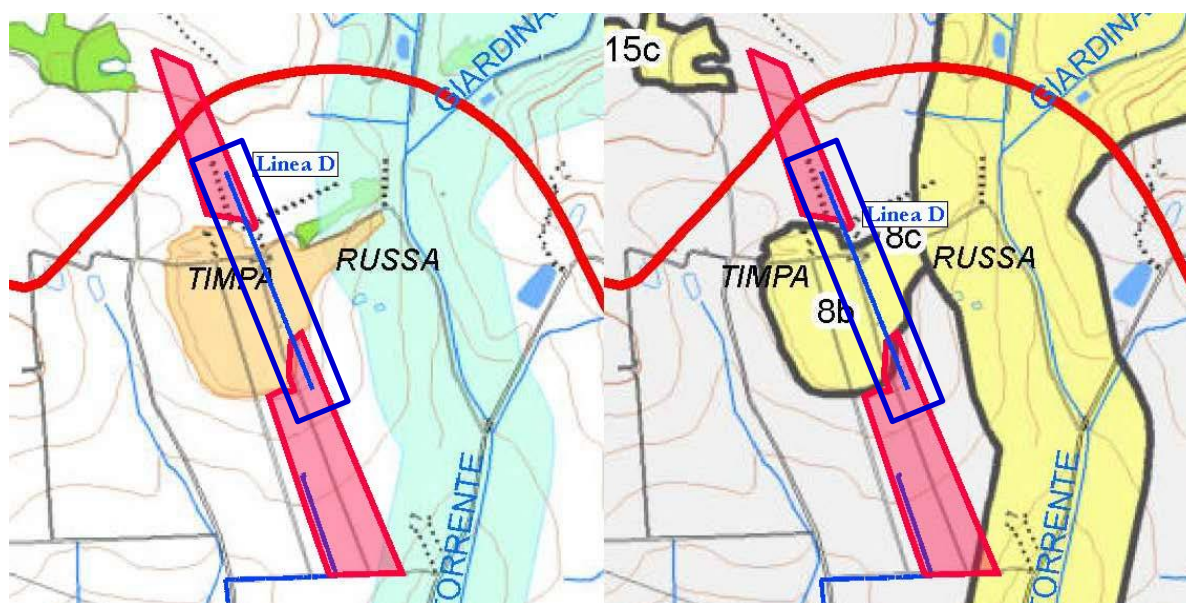 GIARDINA
Linea D
TIMPA
RUSSA
TORRENTE
15c
GIARDINA
Linea D
8c
TIMPA
RUSSA
8b
TORRENTE